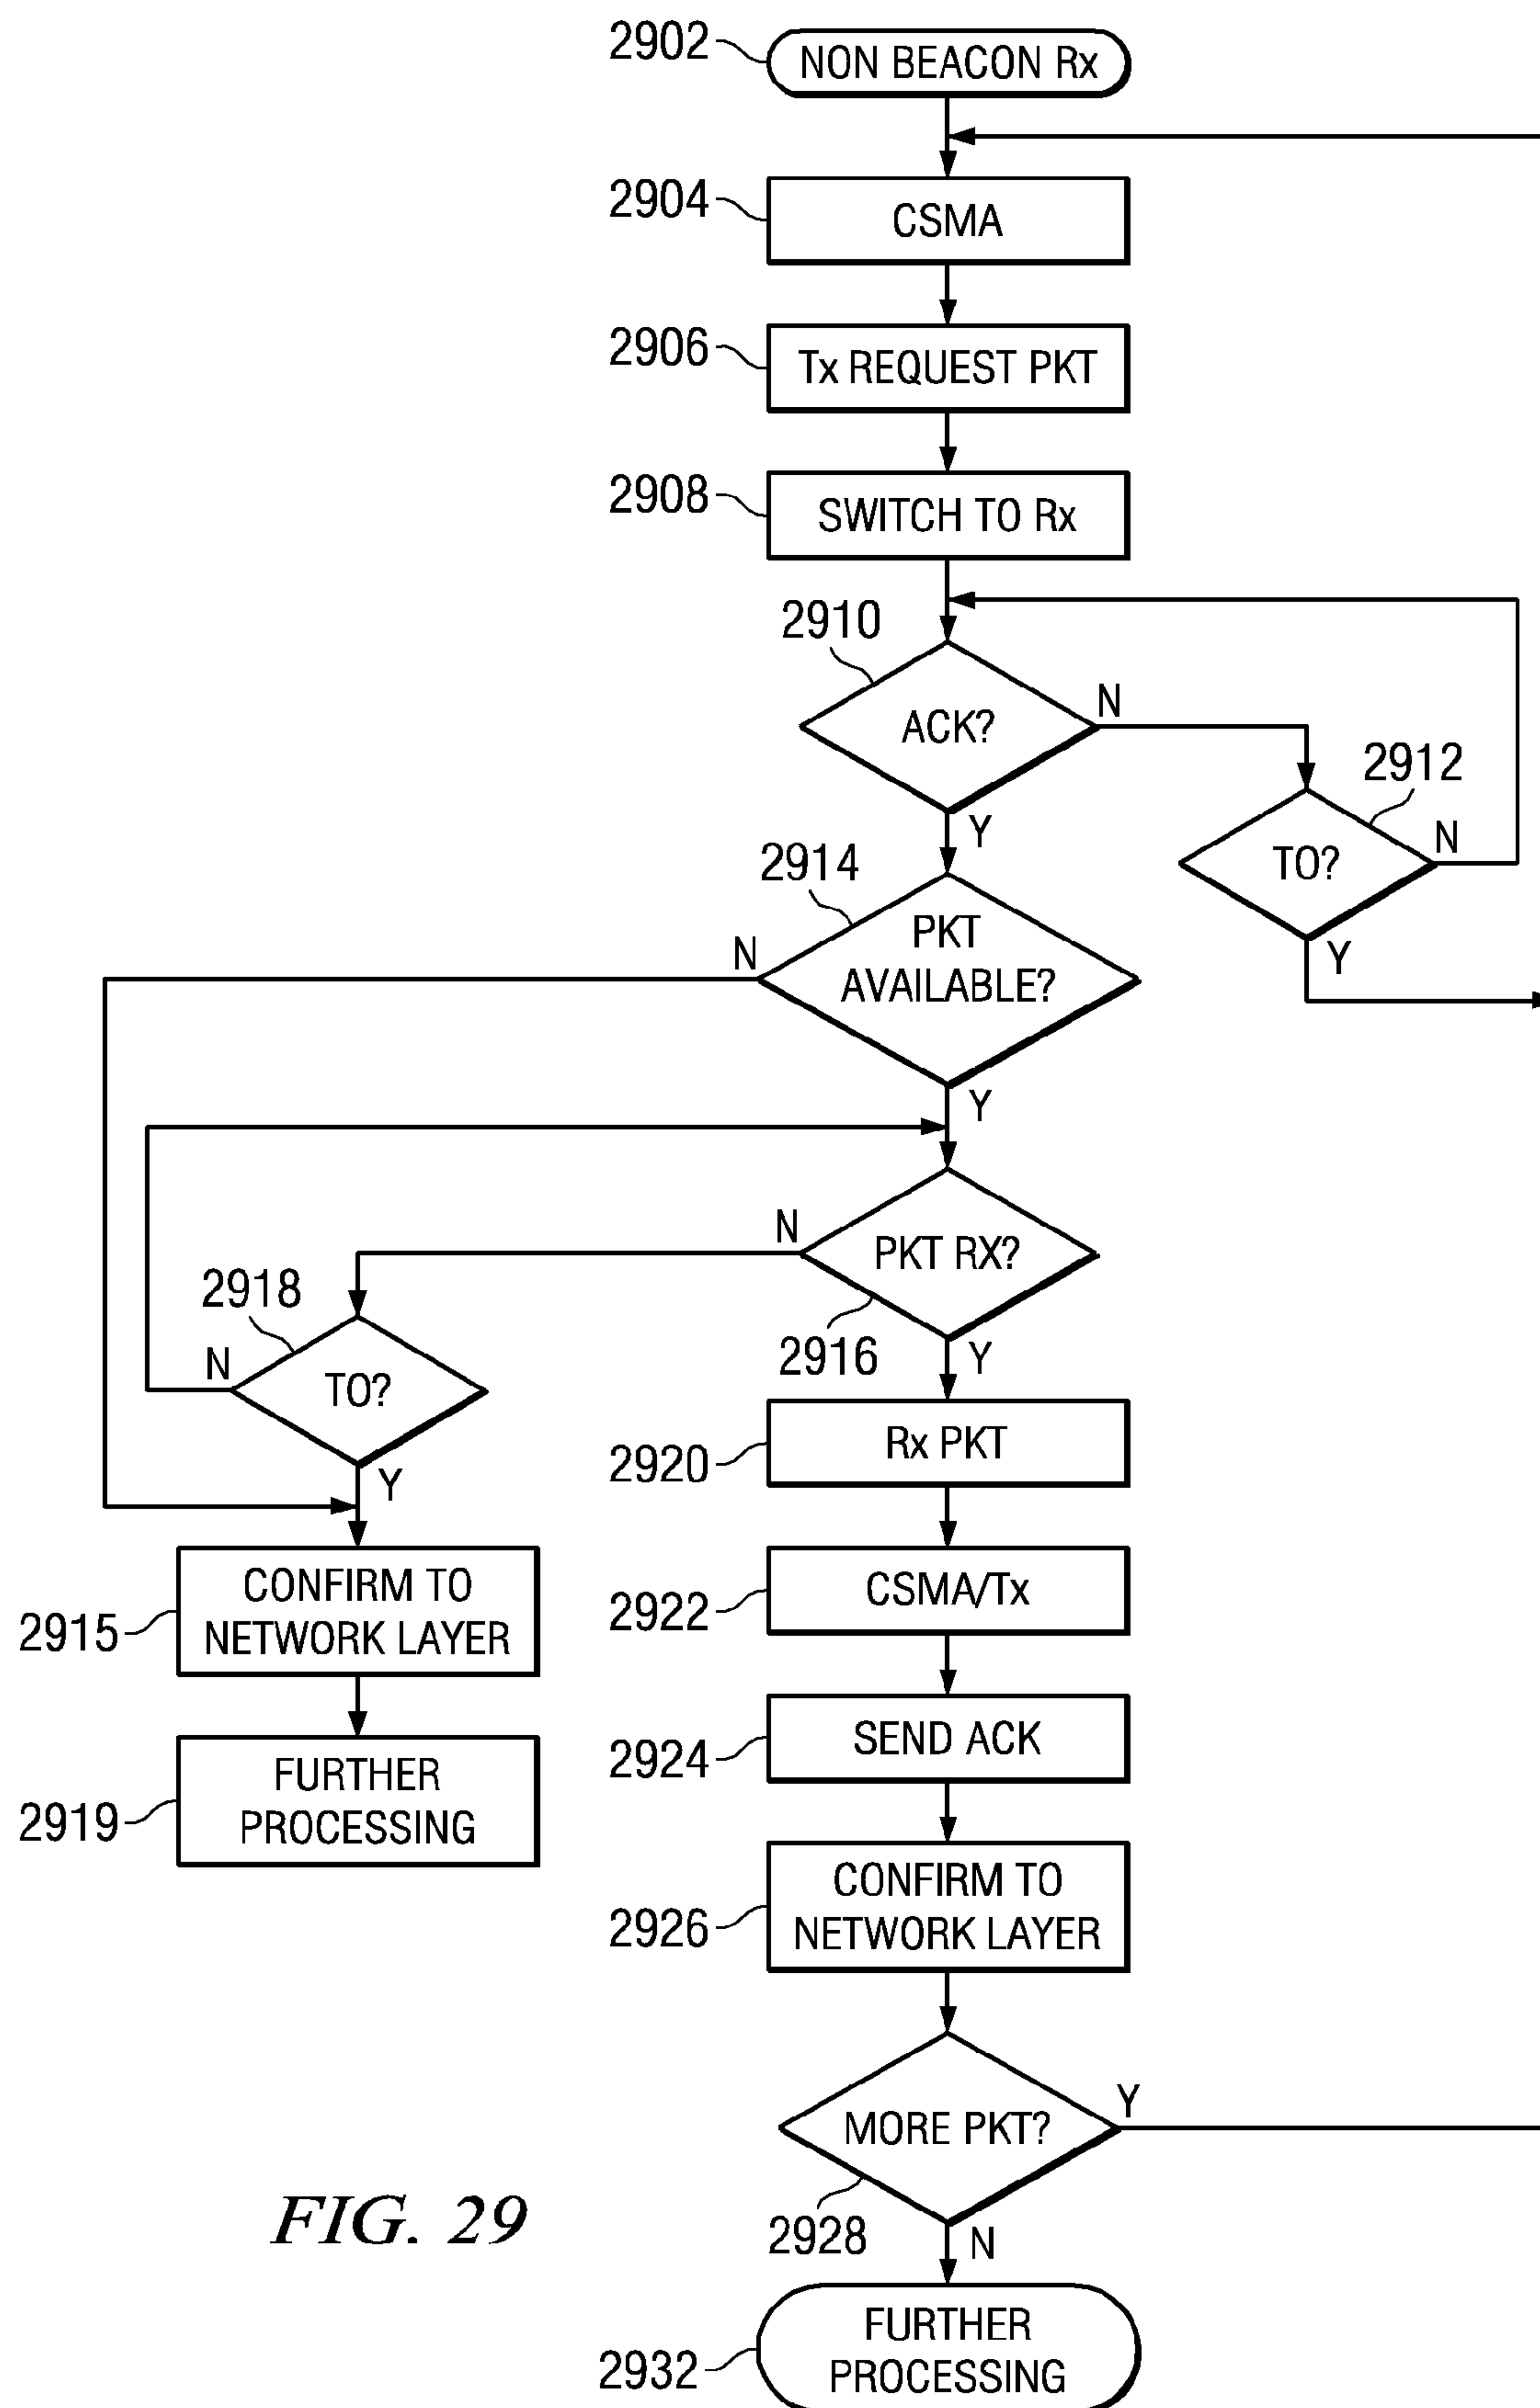 2902
NON BEACON Rx
2904
CSMA
2906
Tx REQUEST PKT
2908
SWITCH TO Rx
2910
ACK?
N
2912
TO?
N
Y
Y
2914
PKT
AVAILABLE?
N
Y
PKT RX?
N
2916
Y
2918
TO?
N
Y
2920
Rx PKT
2915
CONFIRM TO
NETWORK LAYER
2922
CSMA/Tx
2919
FURTHER
PROCESSING
2924
SEND ACK
2926
CONFIRM TO
NETWORK LAYER
MORE PKT?
Y
2928
N
FIG. 29
2932
FURTHER
PROCESSING